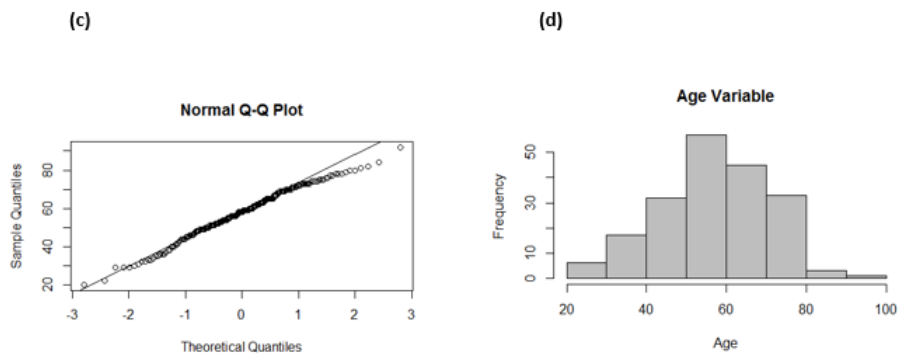 (c)
Normal Q-Q Plot
Sample Quantiles
80
60
40
20
-3 -2 -1 0 1 2 3
Theoretical Quantiles
(d)
Age Variable
Frequency
50
30
10
0
20 40 60 80 100
Age